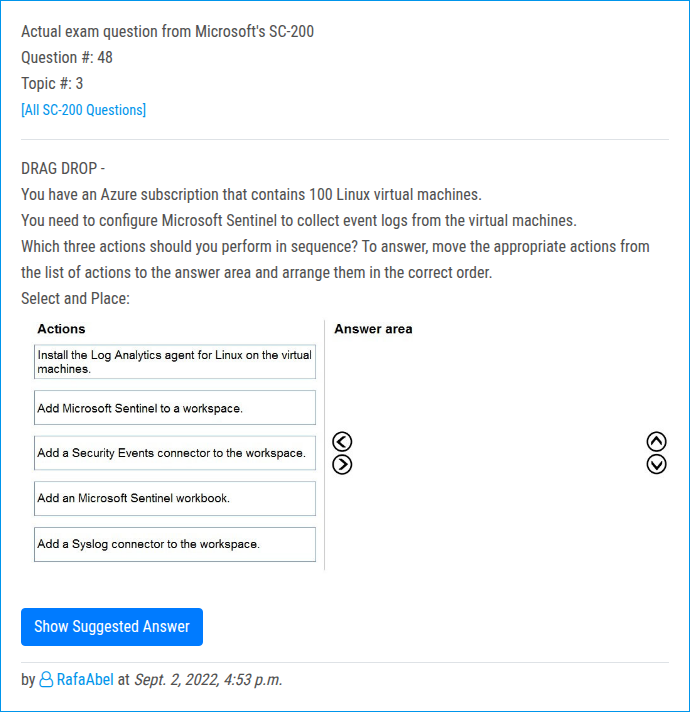 Actual exam question from Microsoft's SC-200
Question #: 48
Topic #: 3
[All SC-200 Questions]
DRAG DROP -
You have an Azure subscription that contains 100 Linux virtual machines.
You need to configure Microsoft Sentinel to collect event logs from the virtual machines.
Which three actions should you perform in sequence? To answer, move the appropriate actions from
the list of actions to the answer area and arrange them in the correct order.
Select and Place:
Actions
Answer area
Install the Log Analytics agent for Linux on the virtual
machines.
Add Microsoft Sentinel to a workspace.
Add a Security Events connector to the workspace.
Add an Microsoft Sentinel workbook.
Add a Syslog connector to the workspace.
Show Suggested Answer
by RafaAbel at Sept. 2, 2022, 4:53 p.m.